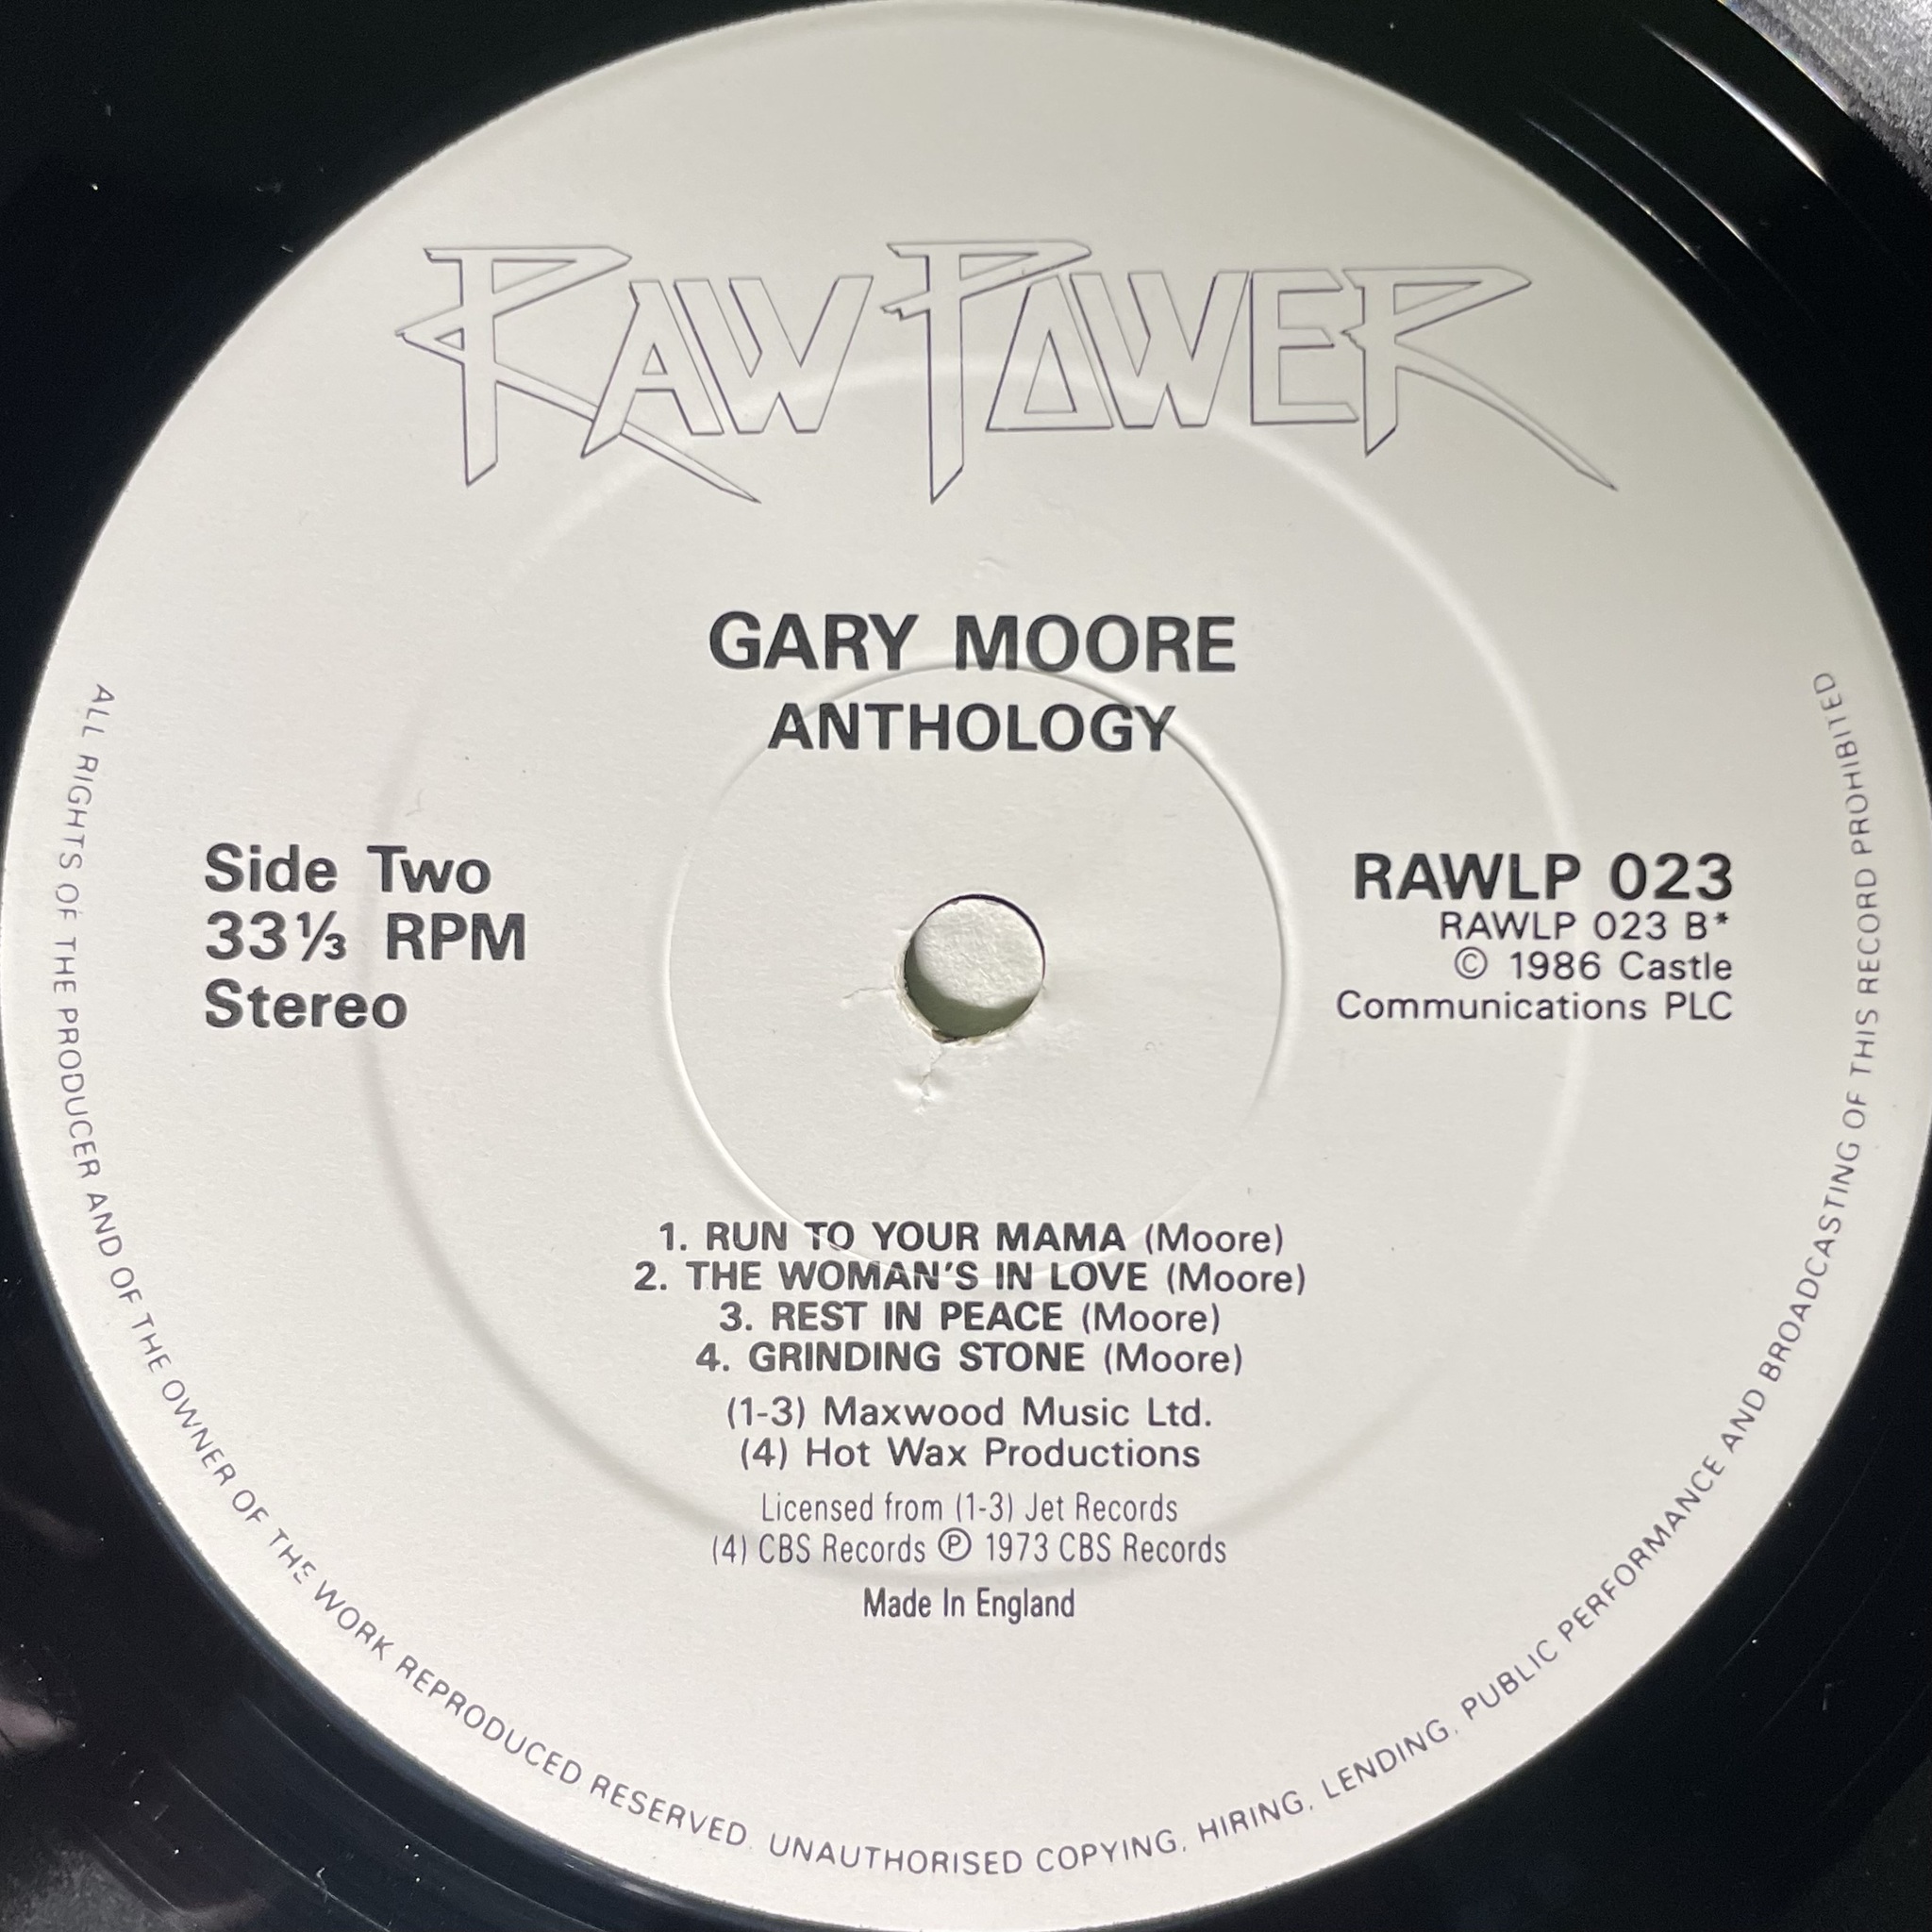 RAW POWER
GARY MOORE
ANTHOLOGY
Side Two
33⅓ RPM
Stereo
RAWLP 023
RAWLP 023 B*
© 1986 Castle
Communications PLC
1. RUN TO YOUR MAMA (Moore)
2. THE WOMAN'S IN LOVE (Moore)
3. REST IN PEACE (Moore)
4. GRINDING STONE (Moore)
(1-3) Maxwood Music Ltd.
(4) Hot Wax Productions
Licensed from (1-3) Jet Records
(4) CBS Records ℗ 1973 CBS Records
Made In England
ALL RIGHTS OF THE PRODUCER AND OF THE OWNER OF THE WORK REPRODUCED RESERVED. UNAUTHORISED COPYING, HIRING, LENDING, PUBLIC PERFORMANCE AND BROADCASTING OF THIS RECORD PROHIBITED